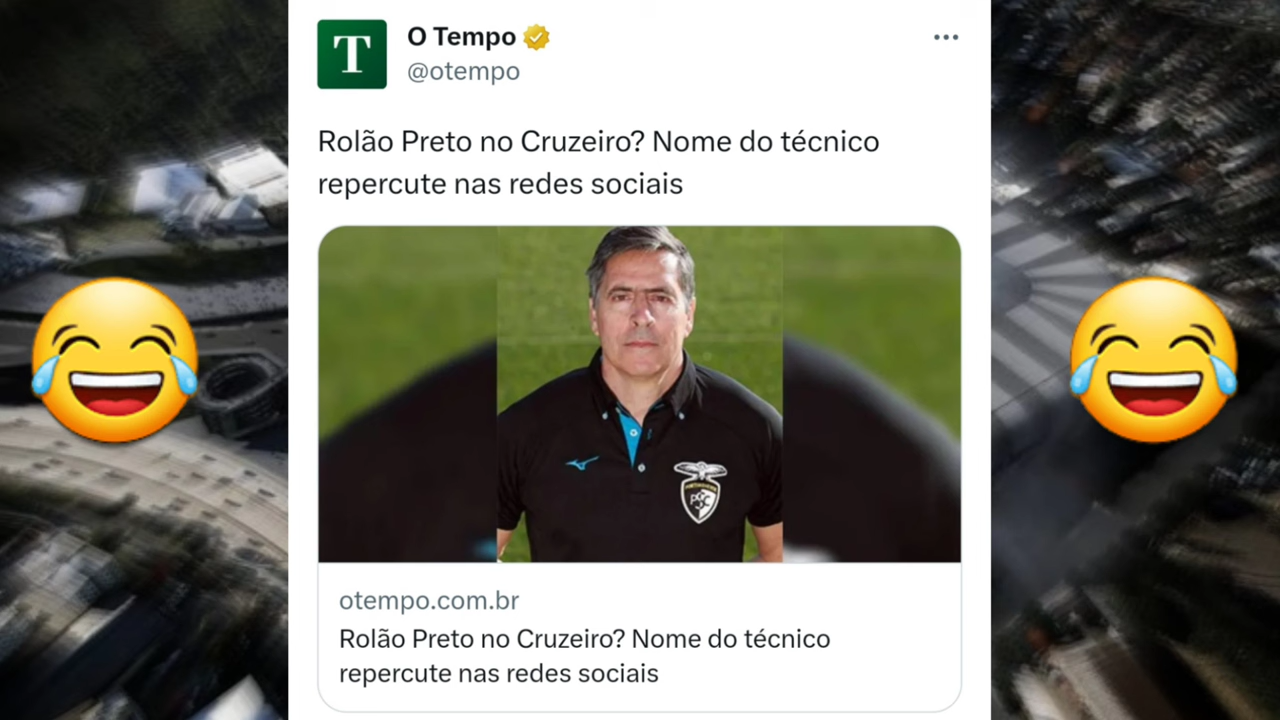 T
O Tempo
@otempo
Rolão Preto no Cruzeiro? Nome do técnico
repercute nas redes sociais
otempo.com.br
Rolão Preto no Cruzeiro? Nome do técnico
repercute nas redes sociais